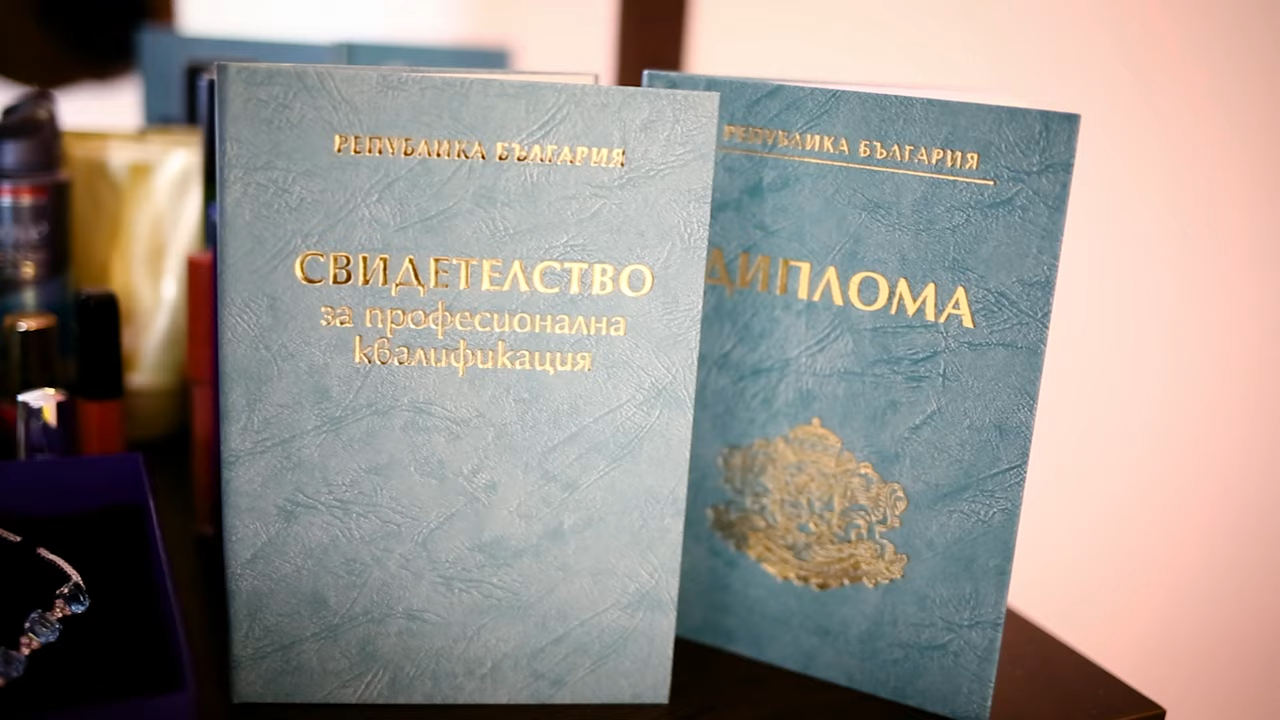 РЕПУБЛИКА БЪЛГАРИЯ
СВИДЕТЕЛСТВО
за професионална
квалификация
РЕПУБЛИКА БЪЛГАРИЯ
ДИПЛОМА